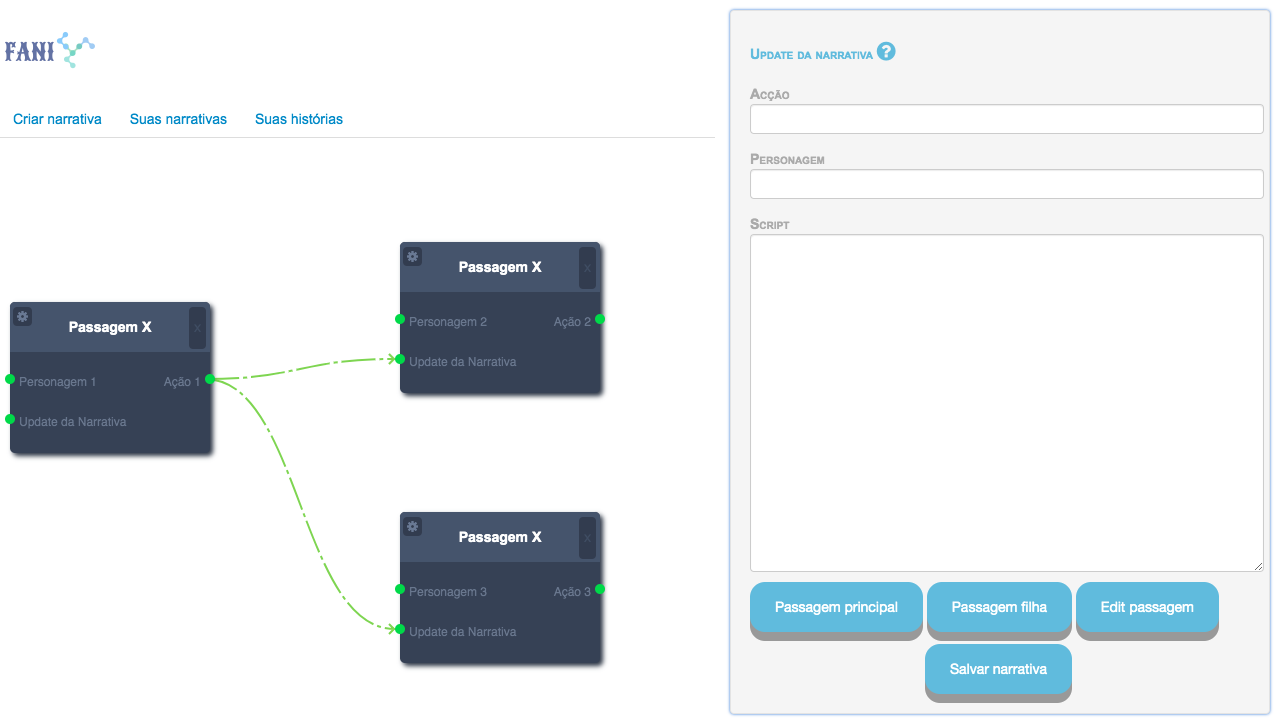 FANI
Criar narrativa Suas narrativas Suas histórias
Passagem X x
Personagem 1 Ação 1
Update da Narrativa
Passagem X x
Personagem 2 Ação 2
Update da Narrativa
Passagem X x
Personagem 3 Ação 3
Update da Narrativa
Update da narrativa ?
Acção
Personagem
Script
Passagem principal Passagem filha Edit passagem
Salvar narrativa